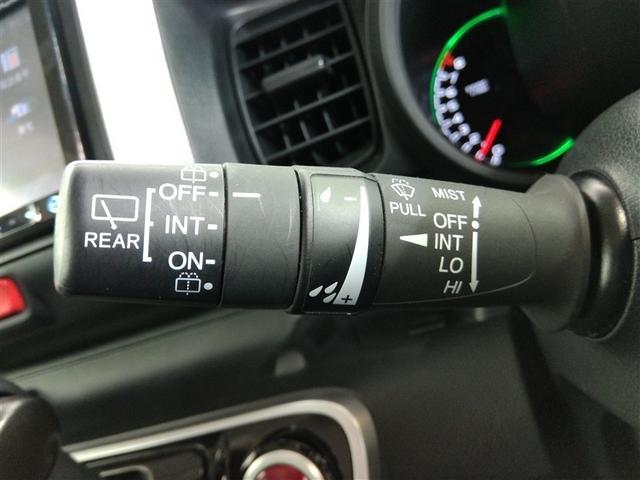 REAR
OFF
INT
ON
PULL
MIST
OFF
INT
LO
HI